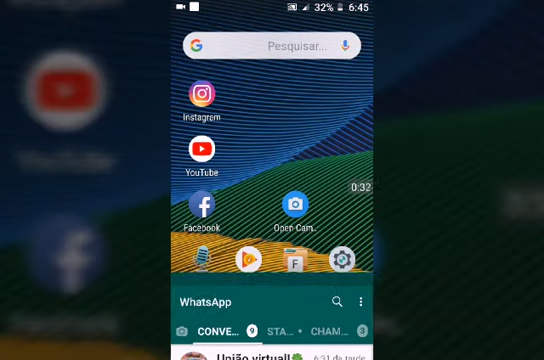 32% 6:45
Pesquisar...
Instagram
YouTube
0:32
Facebook
Open Cam..
F
WhatsApp
CONVE... 9 STA... • CHAM... 3
União virtual!🍀 6:31 da tarde